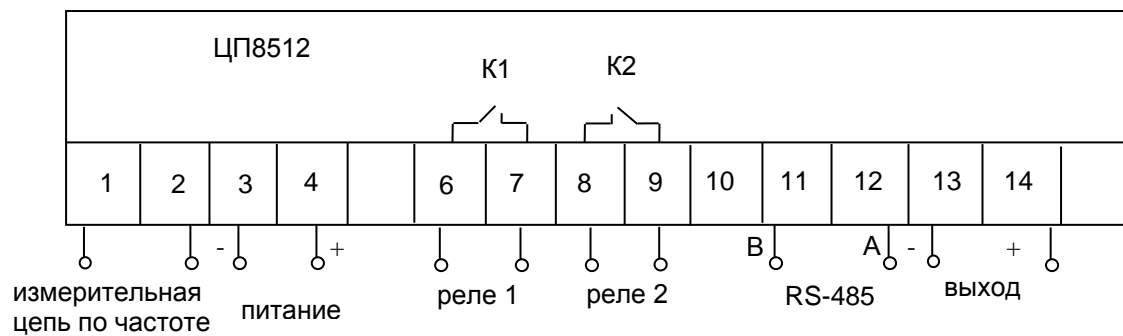 ЦП8512
К1 К2
1 2 3 4 6 7 8 9 10 11 12 13 14
- + В А - +
измерительная цепь по частоте
питание
реле 1
реле 2
RS-485
выход